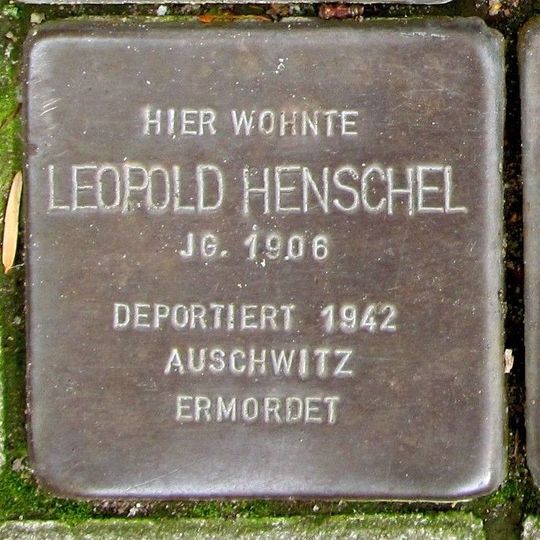 HIER WOHNTE
LEOPOLD HENSCHEL
JG. 1906
DEPORTIERT 1942
AUSCHWITZ
ERMORDET